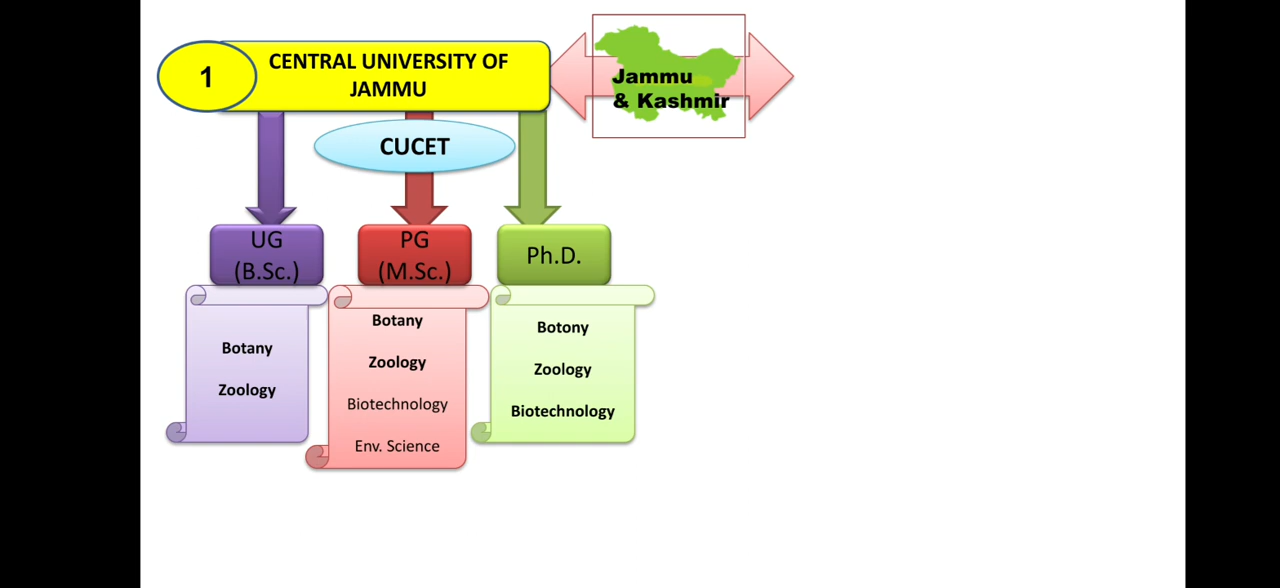 1
CENTRAL UNIVERSITY OF
JAMMU
Jammu
& Kashmir
CUCET
UG
(B.Sc.)
PG
(M.Sc.)
Ph.D.
Botany
Zoology
Botany
Zoology
Biotechnology
Env. Science
Botony
Zoology
Biotechnology